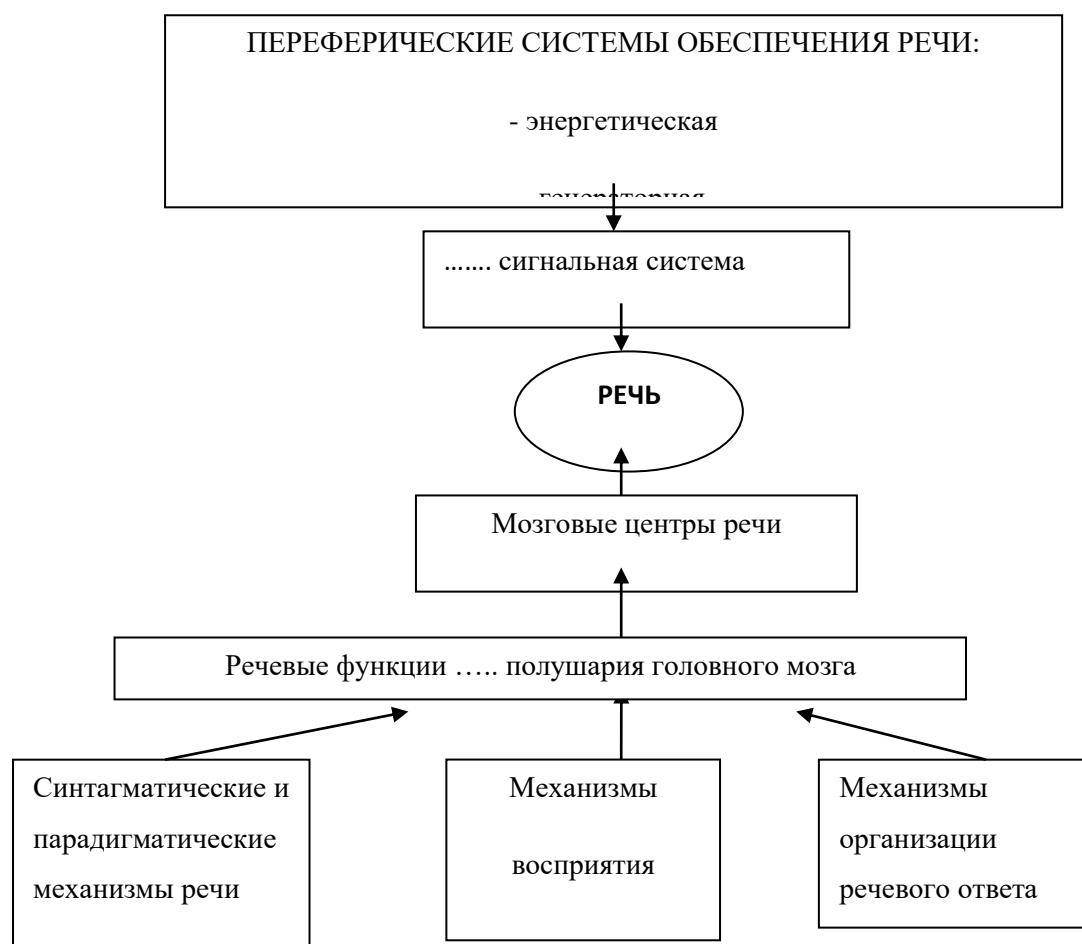 ПЕРЕФЕРИЧЕСКИЕ СИСТЕМЫ ОБЕСПЕЧЕНИЯ РЕЧИ:
- энергетическая
генераторная
....... сигнальная система
РЕЧЬ
Мозговые центры речи
Речевые функции ….. полушария головного мозга
Синтагматические и
парадигматические
механизмы речи
Механизмы
восприятия
Механизмы
организации
речевого ответа